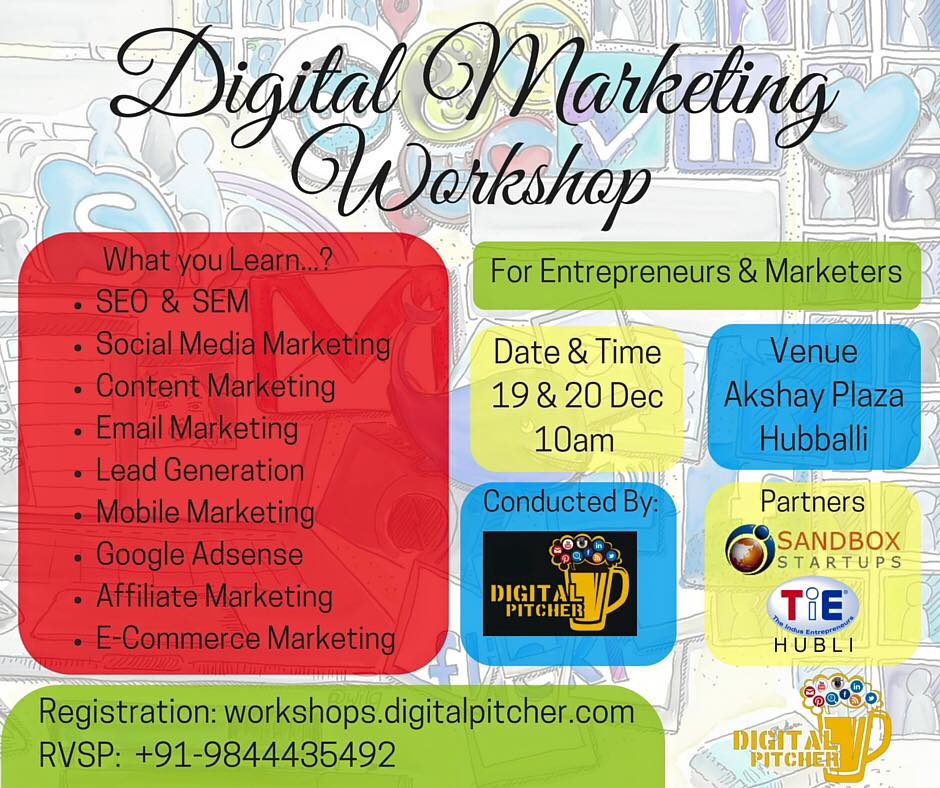 Digital Marketing
Workshop
What you Learn...?
• SEO & SEM
• Social Media Marketing
• Content Marketing
• Email Marketing
• Lead Generation
• Mobile Marketing
• Google Adsense
• Affiliate Marketing
• E-Commerce Marketing
For Entrepreneurs & Marketers
Date & Time
19 & 20 Dec
10am
Venue
Akshay Plaza
Hubballi
Conducted By:
DIGITAL
PITCHER
Partners
SANDBOX
STARTUPS
TiE
The Indus Entrepreneurs
HUBLI
Registration: workshops.digitalpitcher.com
RVSP: +91-9844435492
DIGITAL
PITCHER